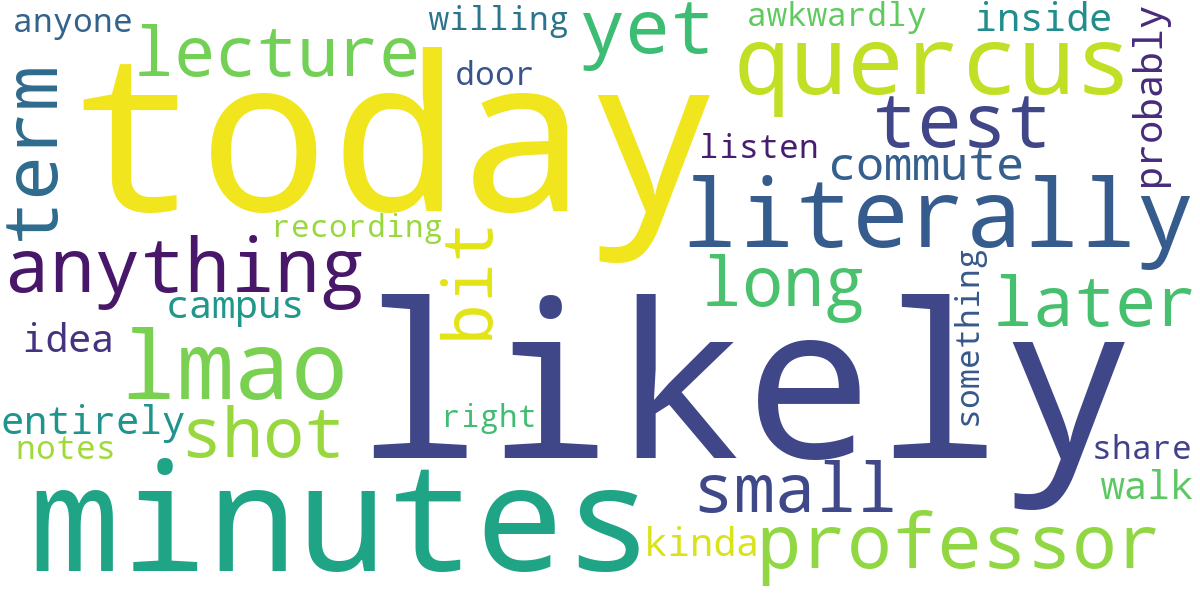 anyone
willing
yet
awkwardly
inside
probably
lecture
door
quercus
term
today
test
listen
commute
literally
recording
anything
bit
long
something
later
campus
idea
lmao
likely
entirely
shot
right
notes
share
minutes
small
walk
kinda
professor